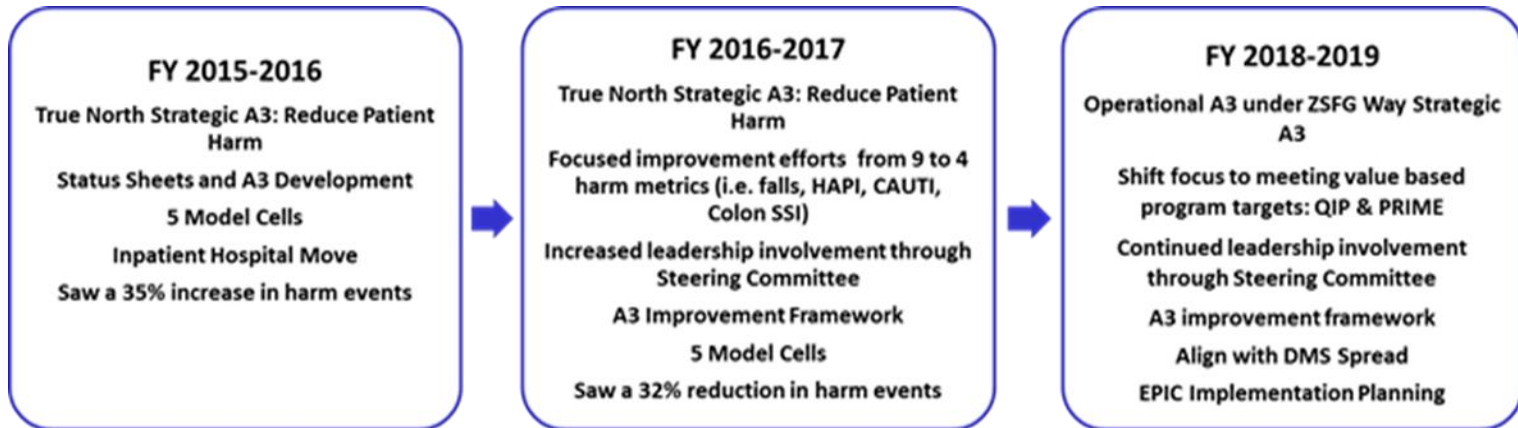 FY 2015-2016
True North Strategic A3: Reduce Patient
Harm
Status Sheets and A3 Development
5 Model Cells
Inpatient Hospital Move
Saw a 35% increase in harm events
FY 2016-2017
True North Strategic A3: Reduce Patient
Harm
Focused improvement efforts from 9 to 4
harm metrics (i.e. falls, HAPI, CAUTI,
Colon SSI)
Increased leadership involvement through
Steering Committee
A3 Improvement Framework
5 Model Cells
Saw a 32% reduction in harm events
FY 2018-2019
Operational A3 under ZSFG Way Strategic
A3
Shift focus to meeting value based
program targets: QIP & PRIME
Continued leadership involvement
through Steering Committee
A3 improvement framework
Align with DMS Spread
EPIC Implementation Planning